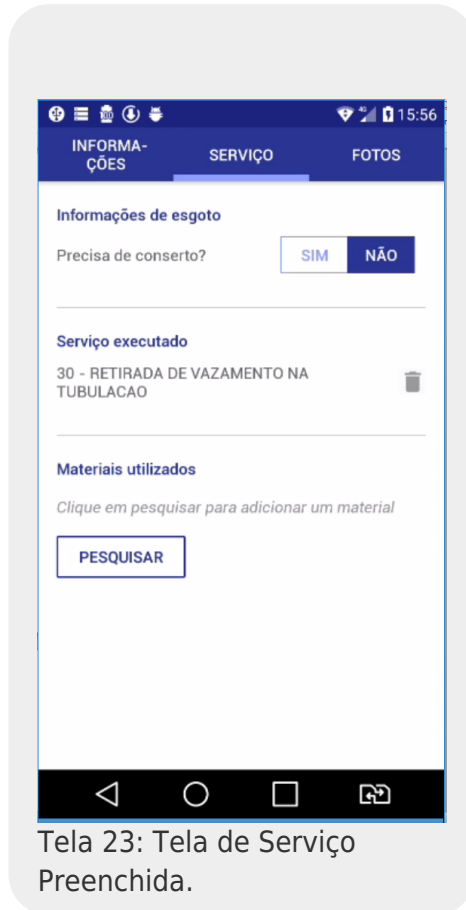 15:56
INFORMA-
ÇÕES
SERVIÇO
FOTOS
Informações de esgoto
Precisa de conserto?
SIM
NÃO
Serviço executado
30 - RETIRADA DE VAZAMENTO NA
TUBULACAO
Materiais utilizados
Clique em pesquisar para adicionar um material
PESQUISAR
Tela 23: Tela de Serviço
Preenchida.